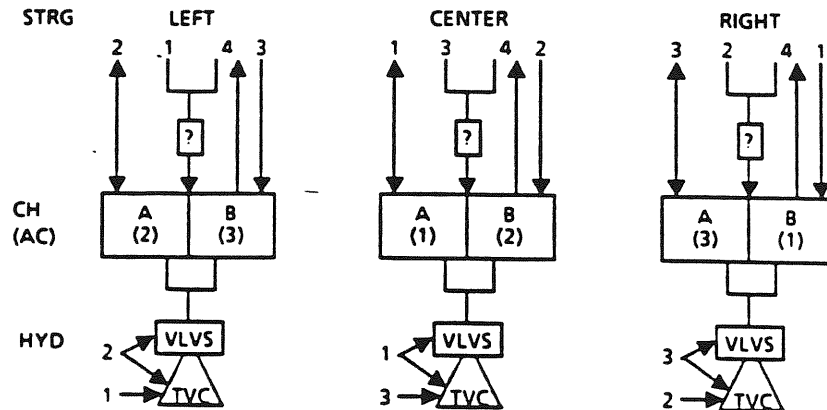 STRG LEFT CENTER RIGHT
2 1 4 3 1 3 4 2 3 2 4 1
? ? ?
CH A B A B A B
(AC) (2) (3) (1) (2) (3) (1)
HYD VLVS VLVS VLVS
2 1 3
1 TVC 3 TVC 2 TVC